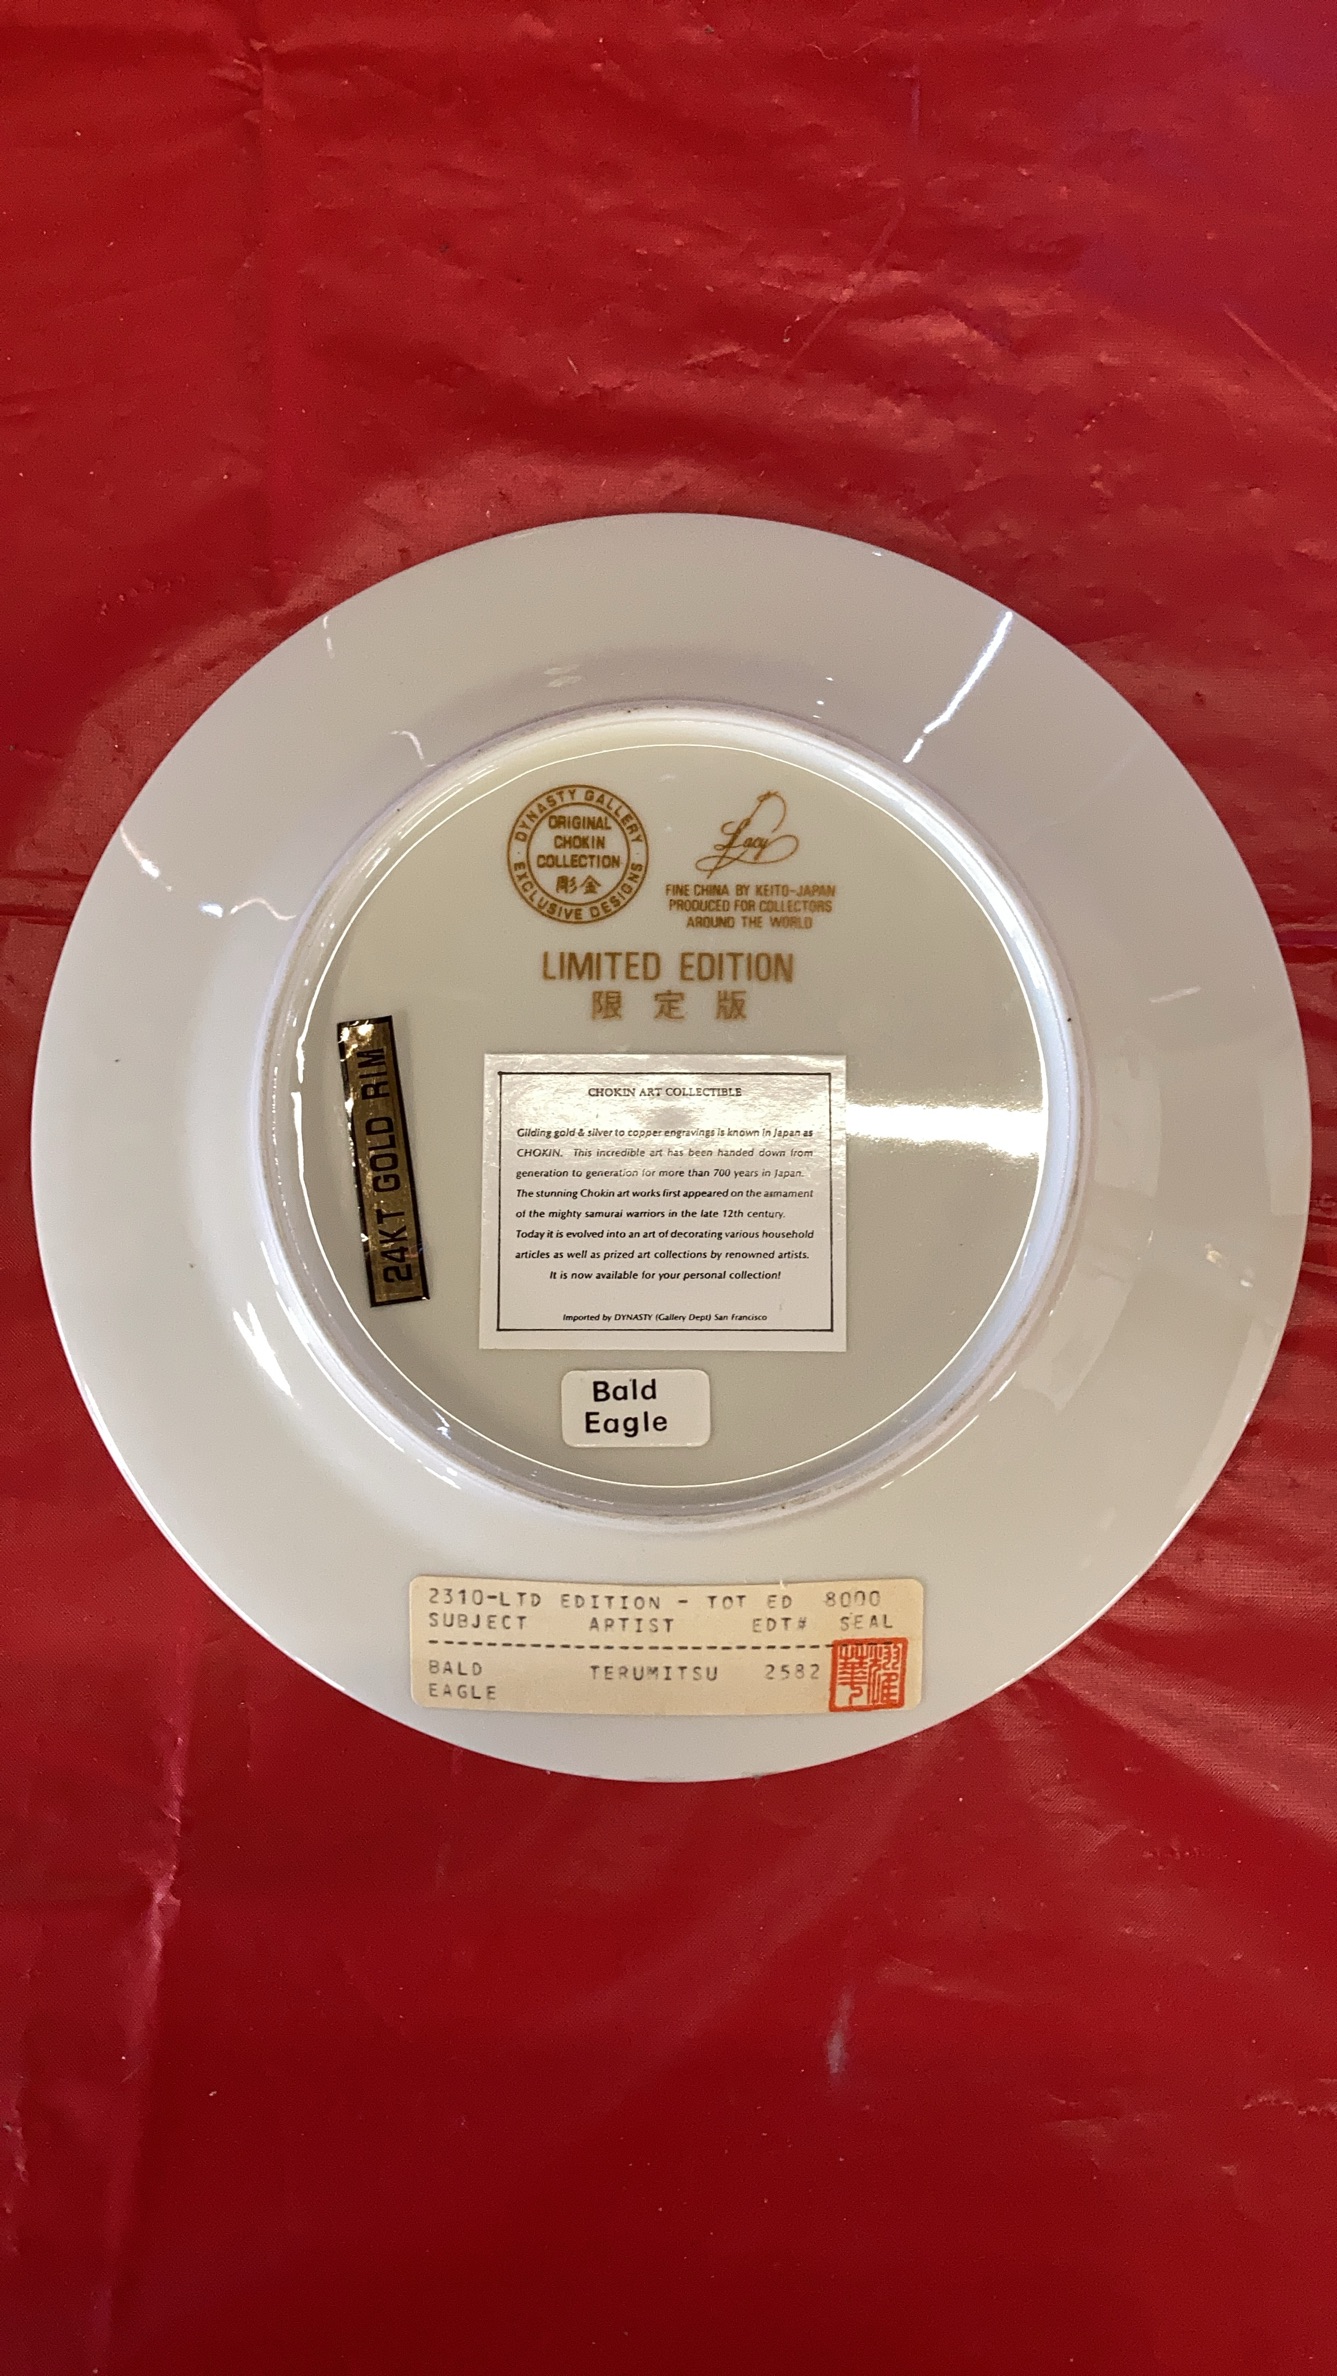 DYNASTY GALLERY
EXCLUSIVE DESIGNS
ORIGINAL
CHOKIN
COLLECTION
彫金
Lacy
FINE CHINA BY KEITO-JAPAN
PRODUCED FOR COLLECTORS
AROUND THE WORLD
LIMITED EDITION
限定版
24KT GOLD RIM
CHOKIN ART COLLECTIBLE
Gilding gold & silver to copper engravings is known in Japan as
CHOKIN. This incredible art has been handed down from
generation to generation for more than 700 years in Japan.
The stunning Chokin art works first appeared on the armament
of the mighty samurai warriors in the late 12th century.
Today it is evolved into an art of decorating various household
articles as well as prized art collections by renowned artists.
It is now available for your personal collection!
Imported by DYNASTY (Gallery Dept) San Francisco
Bald
Eagle
2310-LTD EDITION - TOT ED 8000
SUBJECT ARTIST EDT# SEAL
BALD TERUMITSU 2582
EAGLE